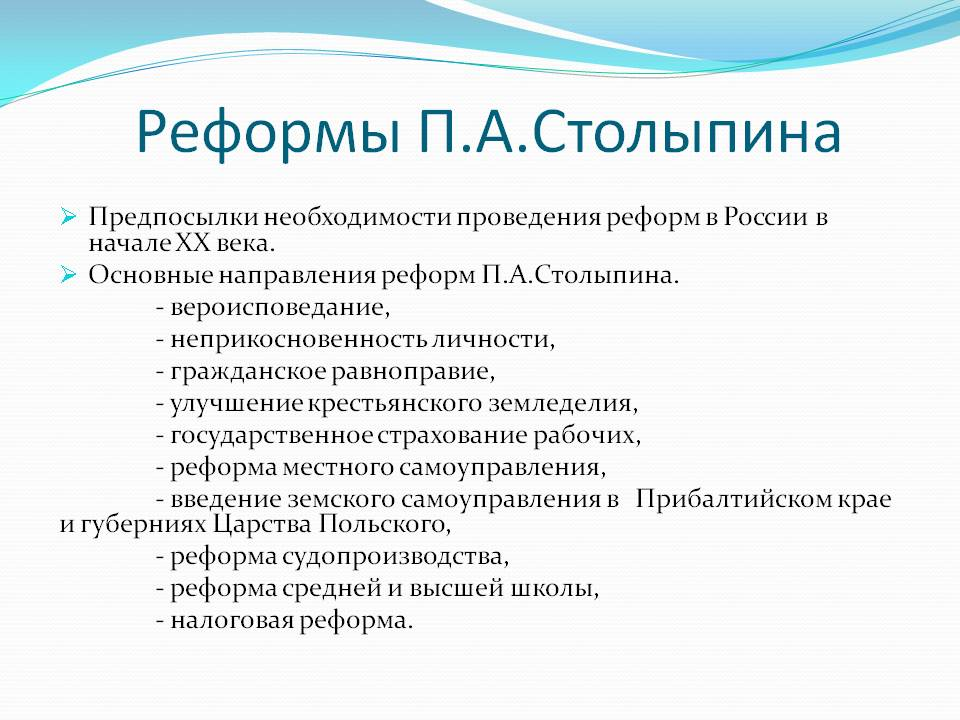 Реформы П.А.Столыпина
Предпосылки необходимости проведения реформ в России в
начале XX века.
Основные направления реформ П.А.Столыпина.
- вероисповедание,
- неприкосновенность личности,
- гражданское равноправие,
- улучшение крестьянского земледелия,
- государственное страхование рабочих,
- реформа местного самоуправления,
- введение земского самоуправления в Прибалтийском крае
и губерниях Царства Польского,
- реформа судопроизводства,
- реформа средней и высшей школы,
- налоговая реформа.